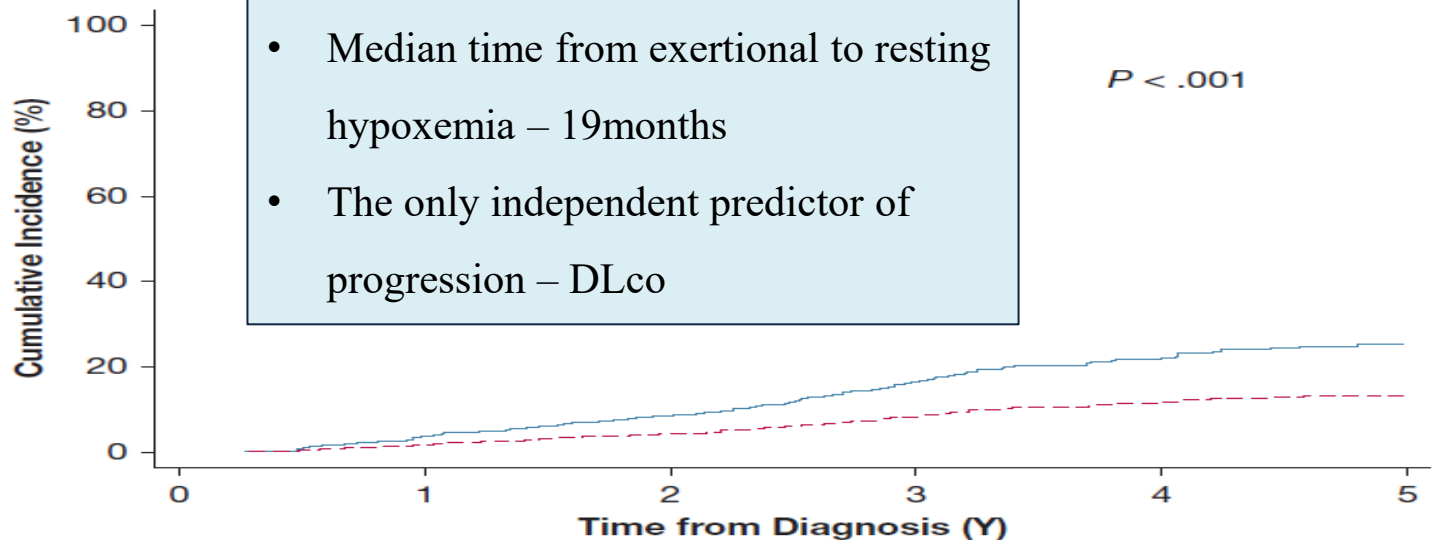 100
80
60
40
20
0
Cumulative Incidence (%)
• Median time from exertional to resting
hypoxemia – 19months
• The only independent predictor of
progression – DLco
P < .001
0 1 2 3 4 5
Time from Diagnosis (Y)